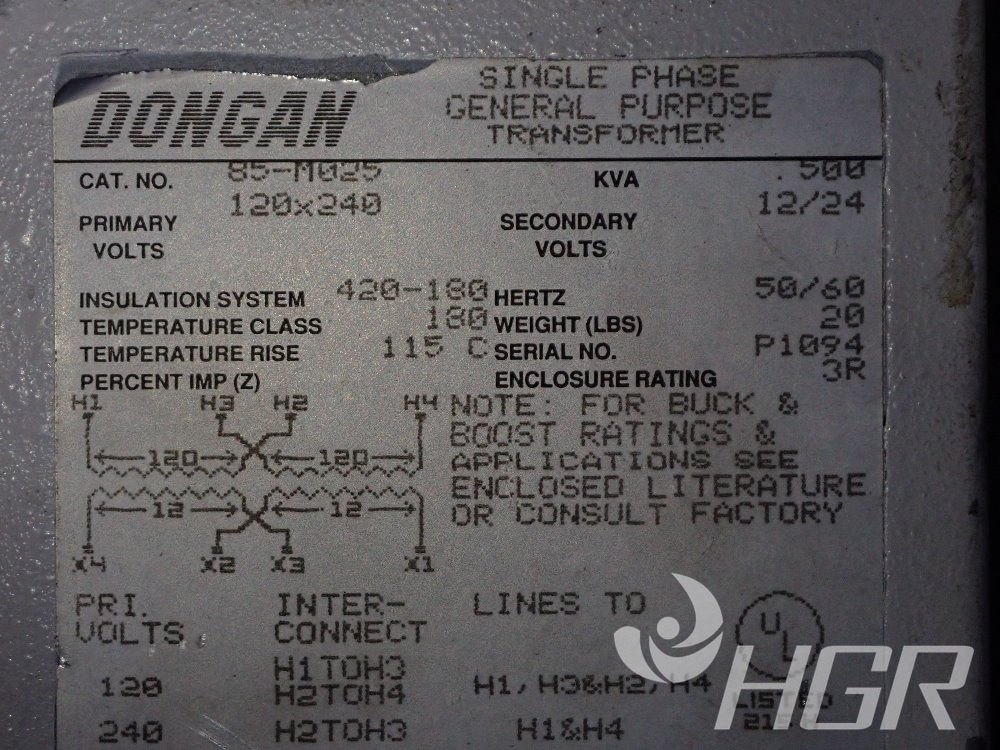 DONGAN
SINGLE PHASE
GENERAL PURPOSE
TRANSFORMER
CAT. NO. 85-M025 KVA .500
PRIMARY VOLTS 120x240 SECONDARY VOLTS 12/24
INSULATION SYSTEM 420-180 HERTZ 50/60
TEMPERATURE CLASS 180 WEIGHT (LBS) 20
TEMPERATURE RISE 115 C SERIAL NO. P1094
PERCENT IMP (Z) ENCLOSURE RATING 3R
H1 H3 H2 H4
120 120
12 12
X4 X2 X3 X1
NOTE: FOR BUCK &
BOOST RATINGS &
APPLICATIONS SEE
ENCLOSED LITERATURE
OR CONSULT FACTORY
PRI. INTER- LINES TO
VOLTS CONNECT
120 H1TOH3
H2TOH4 H1,H3&H2,H4
240 H2TOH3 H1&H4
UL
LISTED
HGR